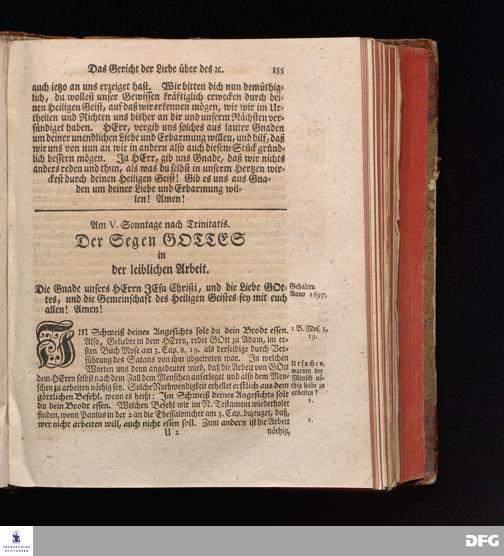 Das Gericht der Liebe über des ꝛc. 155
auch ietzo an uns erzeiget hast. Wir bitten dich nun demüthig-
lich, du wollest unser Gewissen kräftiglich erwecken durch dei-
nen Heiligen Geist, auf daß wir erkennen mögen, wie wir im Ur-
theilen und Richten uns bisher an dir und unserm Nächsten ver-
sündiget haben. HErr, vergib uns solches aus lauter Gnaden
um deiner unendlichen Liebe und Erbarmung willen, und hilf, daß
wir uns von nun an wie in andern also auch diesem Stück gründ-
lich bessern mögen. Ja HErr, gib uns Gnade, daß wir nichts
anders reden und thun, als was du selbst in unserm Hertzen wir-
ckest durch deinen Heiligen Geist! Gib es uns aus Gna-
den um deiner Liebe und Erbarmung wil-
len! Amen!
Am V. Sonntage nach Trinitatis.
Der Segen GOTTES
in
der leiblichen Arbeit.
Die Gnade unsers HErrn JEsu Christi, und die Liebe GOt-
tes, und die Gemeinschaft des Heiligen Geistes sey mit euch
allen! Amen!
Gehalten
Anno 1697.
IM Schweiß deines Angesichts solt du dein Brodt essen.
Also, Geliebte in dem HErrn, redet GOtt zu Adam, im er-
sten Buch Mose am 3. Cap. v. 19. als derselbige durch Ver-
führung des Satans von ihm abgetreten war. In welchen
Worten uns denn angedeutet wird, daß die Arbeit von GOtt
dem HErrn selbst nach dem Fall dem Menschen auferleget und also dem Men-
schen zu arbeiten nöthig sey. Solche Nothwendigkeit erhellet erstlich aus dem
göttlichen Befehl, wenn es heißt: Im Schweiß deines Angesichts solt
du dein Brodt essen. Welchen Befehl wir im N. Testament wiederholet
finden, wenn Paulus in der 2 an die Thessalonicher am 3. Cap. bezeuget, daß,
wer nicht arbeiten will, auch nicht essen soll. Zum andern ist die Arbeit
1 B. Mos. 3,
19.
Ursachen,
warum der
Mensch nö-
thig habe zu
arbeiten?
1.
2.
U 2 nöthig,
FRANCKESCHE
STIFTUNGEN
DFG